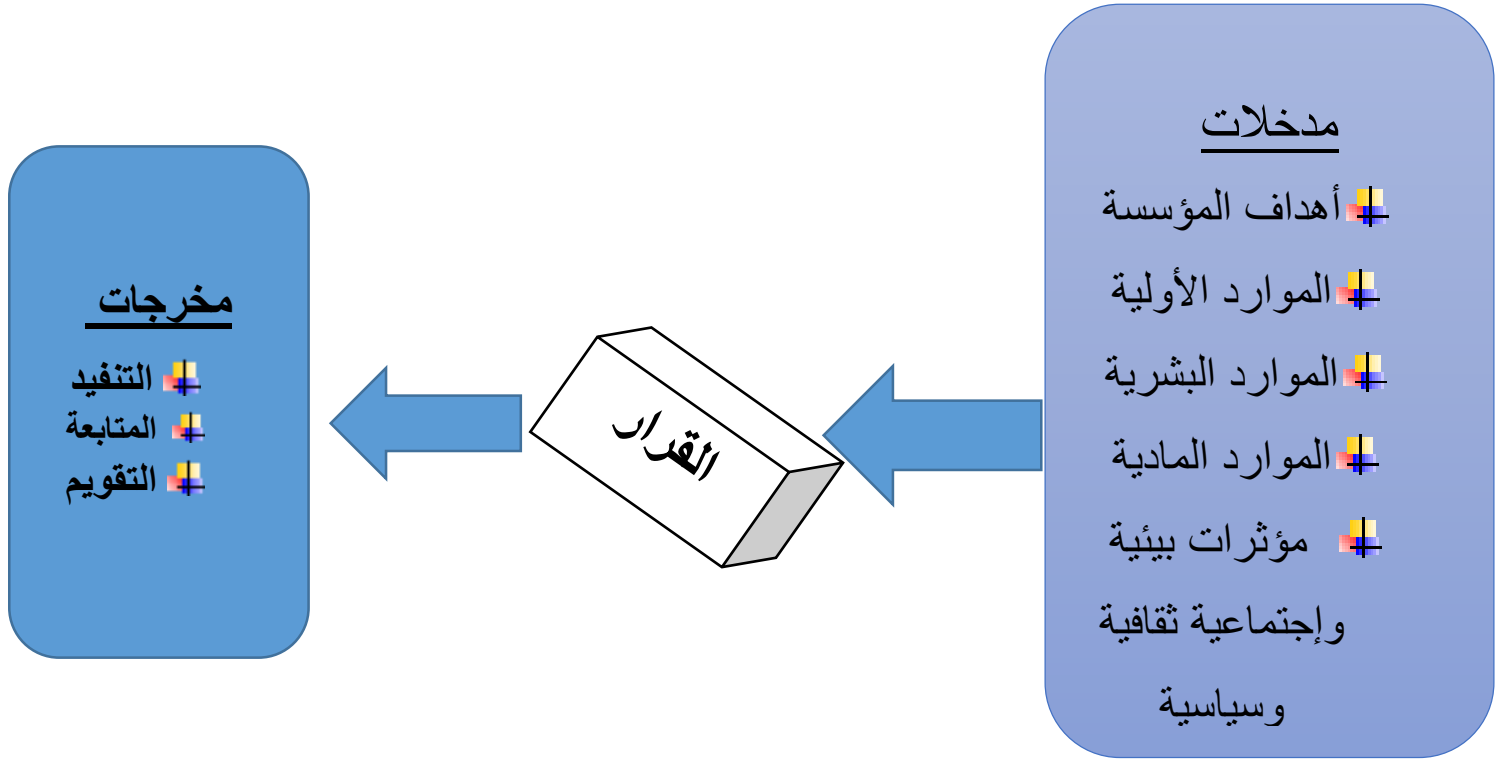 مدخلات
أهداف المؤسسة
الموارد الأولية
الموارد البشرية
الموارد المادية
مؤثرات بيئية
وإجتماعية ثقافية
وسياسية
القرار
مخرجات
التنفيد
المتابعة
التقويم